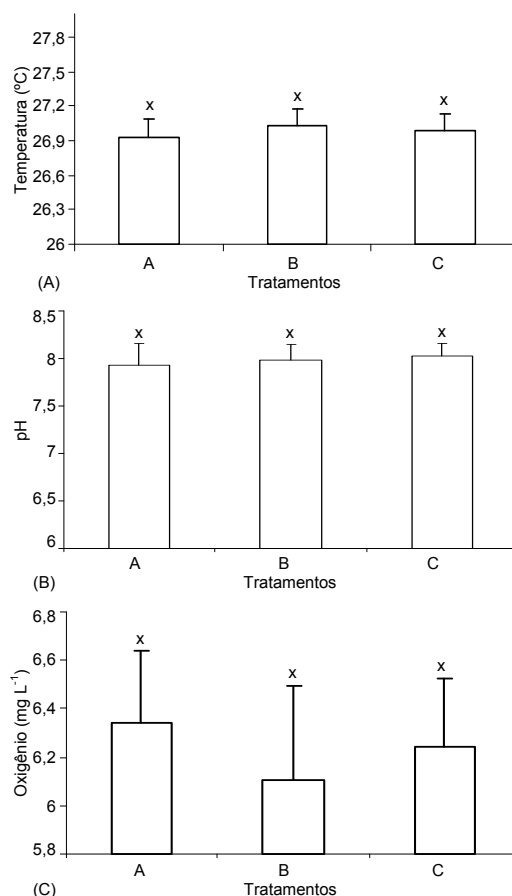 27,8
27,5
27,2
26,9
26,6
26,3
26
Temperatura (ºC)
x
x
x
A
B
C
(A)
Tratamentos
8,5
8
7,5
7
6,5
6
pH
x
x
x
A
B
C
(B)
Tratamentos
6,8
6,6
6,4
6,2
6
5,8
Oxigênio (mg L⁻¹)
x
x
x
A
B
C
(C)
Tratamentos